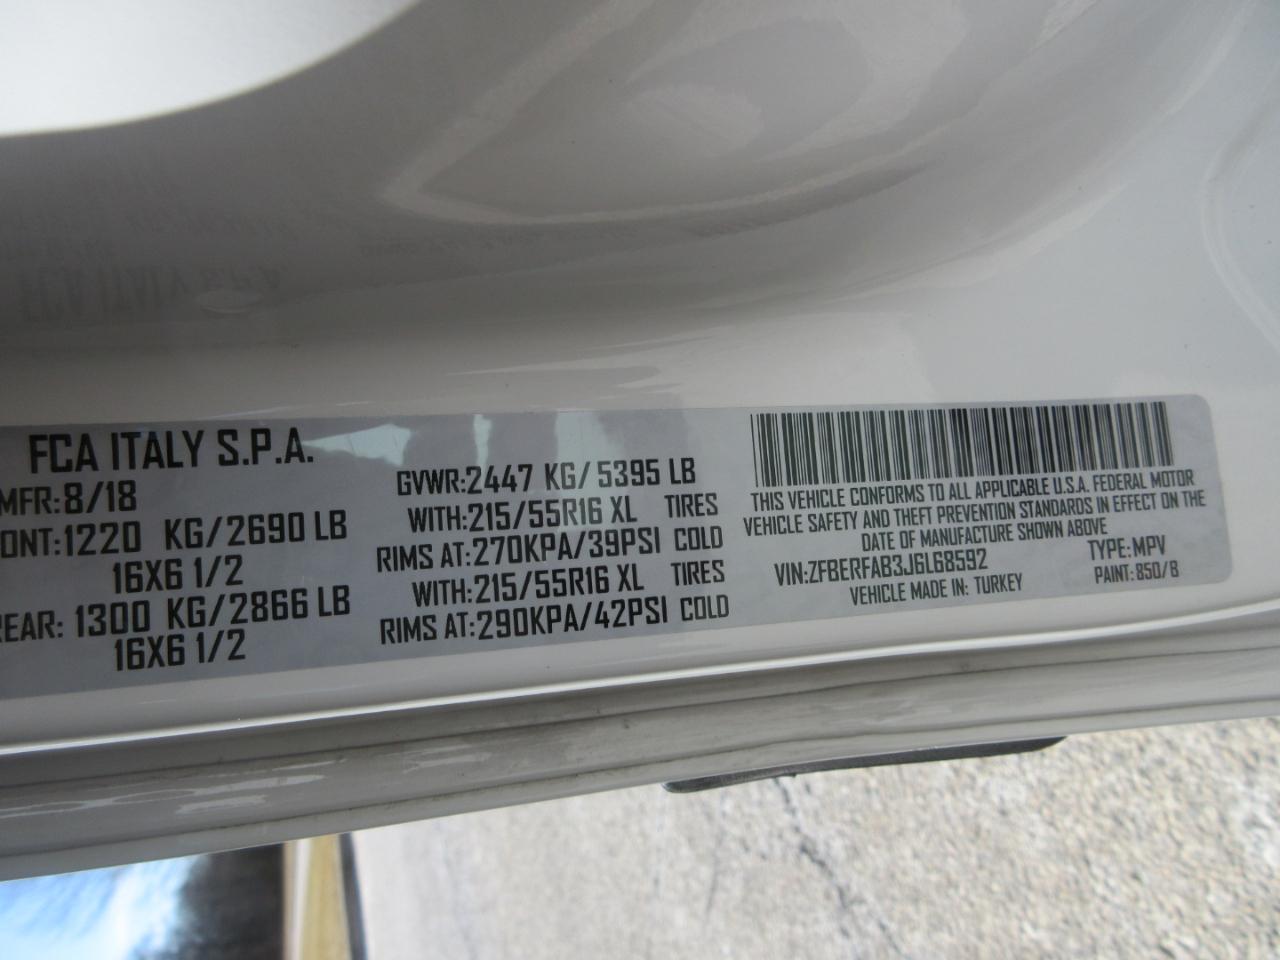 FCA ITALY S.P.A.
MFR:8/18
ONT:1220 KG/2690 LB
16X6 1/2
REAR: 1300 KG/2866 LB
16X6 1/2
GVWR:2447 KG/5395 LB
WITH:215/55R16 XL TIRES
RIMS AT:270KPA/39PSI COLD
WITH:215/55R16 XL TIRES
RIMS AT:290KPA/42PSI COLD
THIS VEHICLE CONFORMS TO ALL APPLICABLE U.S.A. FEDERAL MOTOR
VEHICLE SAFETY AND THEFT PREVENTION STANDARDS IN EFFECT ON THE
DATE OF MANUFACTURE SHOWN ABOVE
VIN:ZFBERFAB3J6L68592 TYPE:MPV
VEHICLE MADE IN: TURKEY PAINT: 850/B